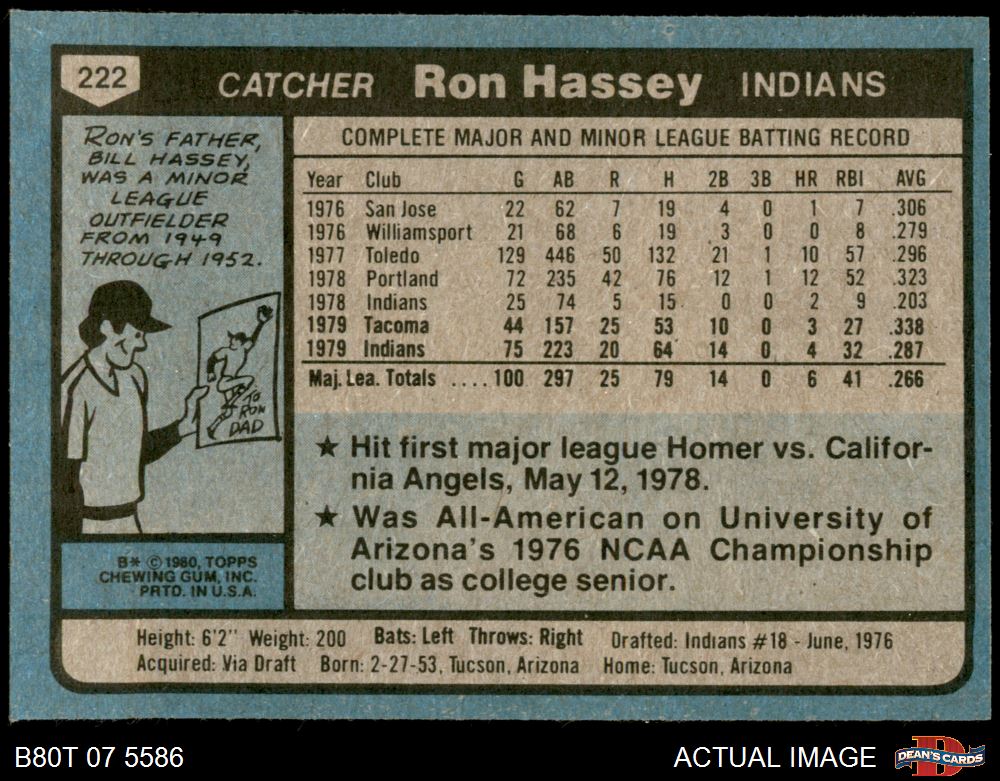 222
CATCHER Ron Hassey INDIANS
RON'S FATHER,
BILL HASSEY,
WAS A MINOR
LEAGUE
OUTFIELDER
FROM 1949
THROUGH 1952.
TO
RON
DAD
B* © 1980, TOPPS
CHEWING GUM, INC.
PRTD. IN U.S.A.
COMPLETE MAJOR AND MINOR LEAGUE BATTING RECORD
Year Club G AB R H 2B 3B HR RBI AVG
1976 San Jose 22 62 7 19 4 0 1 7 .306
1976 Williamsport 21 68 6 19 3 0 0 8 .279
1977 Toledo 129 446 50 132 21 1 10 57 .296
1978 Portland 72 235 42 76 12 1 12 52 .323
1978 Indians 25 74 5 15 0 0 2 9 .203
1979 Tacoma 44 157 25 53 10 0 3 27 .338
1979 Indians 75 223 20 64 14 0 4 32 .287
Maj. Lea. Totals .... 100 297 25 79 14 0 6 41 .266
★ Hit first major league Homer vs. Califor-
nia Angels, May 12, 1978.
★ Was All-American on University of
Arizona's 1976 NCAA Championship
club as college senior.
Height: 6'2" Weight: 200 Bats: Left Throws: Right Drafted: Indians #18 - June, 1976
Acquired: Via Draft Born: 2-27-53, Tucson, Arizona Home: Tucson, Arizona
B80T 07 5586 ACTUAL IMAGE D DEAN'S CARDS